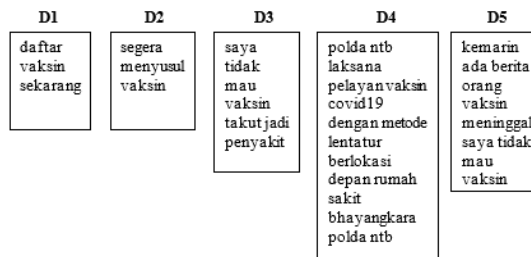 D1
daftar
vaksin
sekarang
D2
segera
menyusul
vaksin
D3
saya
tidak
mau
vaksin
takut jadi
penyakit
D4
polda ntb
laksana
pelayan vaksin
covid19
dengan metode
lentatur
berlokasi
depan rumah
sakit
bhayangkara
polda ntb
D5
kemarin
ada berita
orang
vaksin
meninggal
saya tidak
mau
vaksin